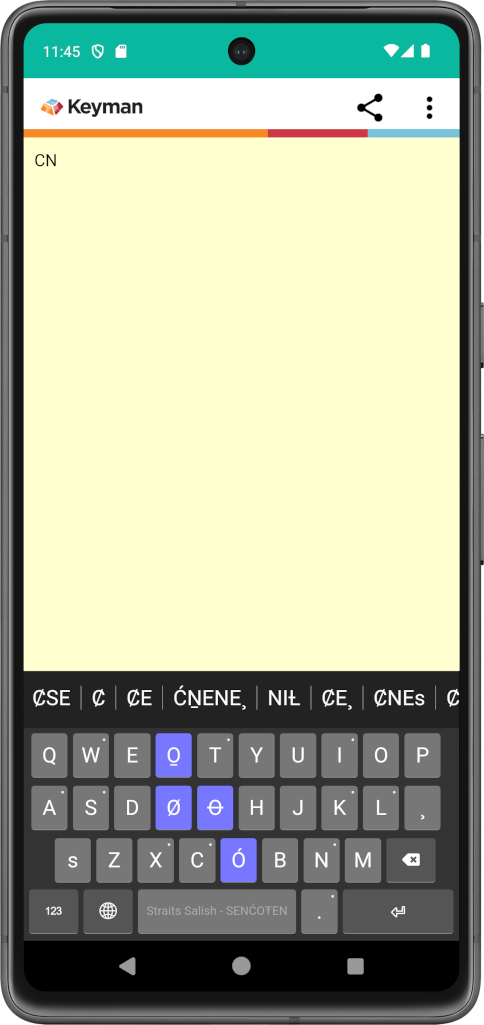 11:45
Keyman
CN
ȻSE Ȼ ȻE ĆṈENE¸ NIȽ ȻE¸ ȻNEs Ȼ
Q W E O̲ T Y U I O P
A S D Ø Ꝋ H J K L ¸
s Z X C Ó B N M
123 Straits Salish - SENĆOŦEN .